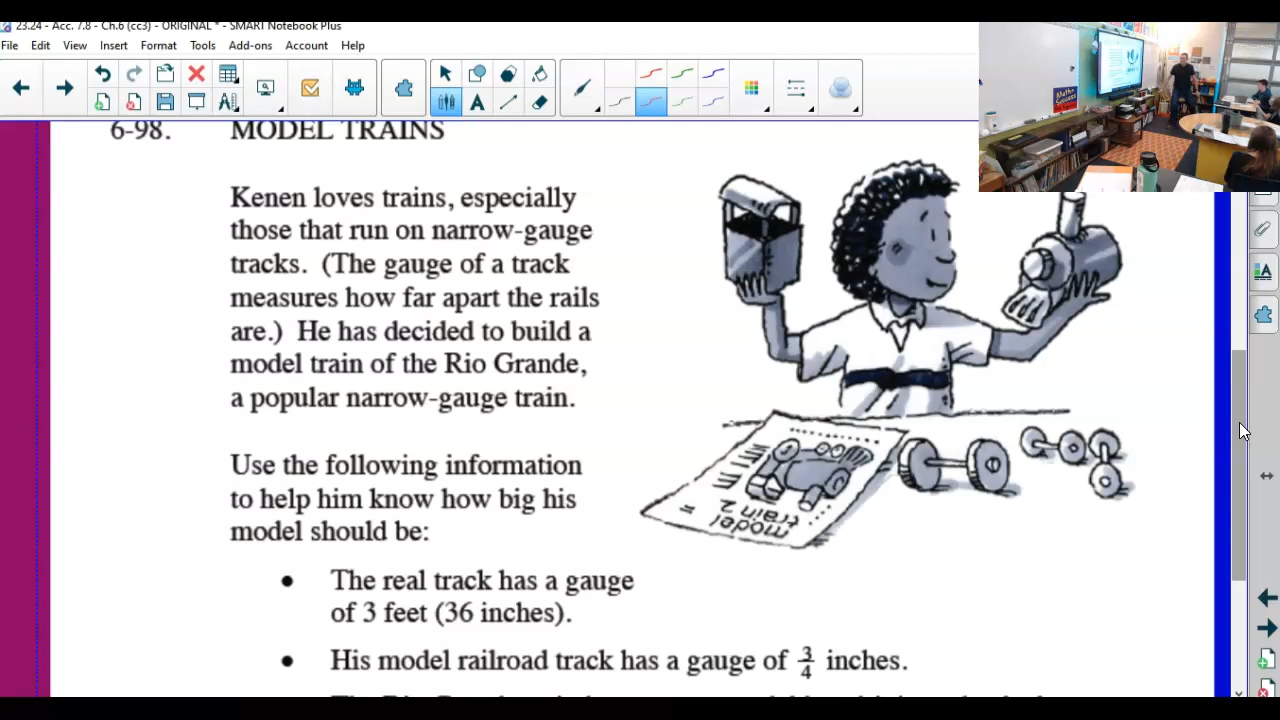 23.24 - Acc. 7.8 - Ch.6 (cc3) - ORIGINAL * - SMART Notebook Plus
File Edit View Insert Format Tools Add-ons Account Help
6-98. MODEL TRAINS
Kenen loves trains, especially
those that run on narrow-gauge
tracks. (The gauge of a track
measures how far apart the rails
are.) He has decided to build a
model train of the Rio Grande,
a popular narrow-gauge train.
Use the following information
to help him know how big his
model should be:
model
train 2
• The real track has a gauge
of 3 feet (36 inches).
• His model railroad track has a gauge of 3/4 inches.